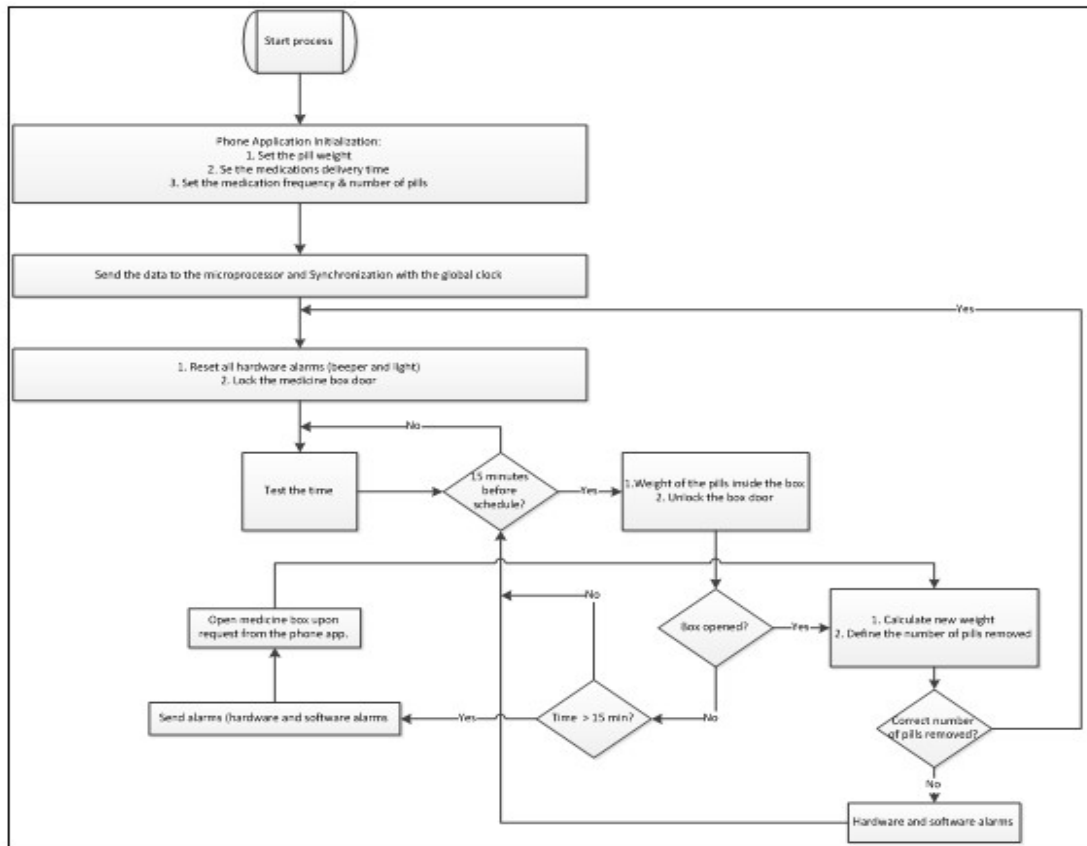 Start process
Phone Application Initialization:
1. Set the pill weight
2. Se the medications delivery time
3. Set the medication frequency & number of pills
Send the data to the microprocessor and Synchronization with the global clock
Yes
1. Reset all hardware alarms (beeper and light)
2. Lock the medicine box door
No
Test the time
15 minutes
before
schedule?
Yes
1.Weight of the pills inside the box
2. Unlock the box door
No
Open medicine box upon
request from the phone app.
Box opened?
Yes
1. Calculate new weight
2. Define the number of pills removed
Send alarms (hardware and software alarms
Yes
Time > 15 min?
No
Correct number
of pills removed?
No
Hardware and software alarms